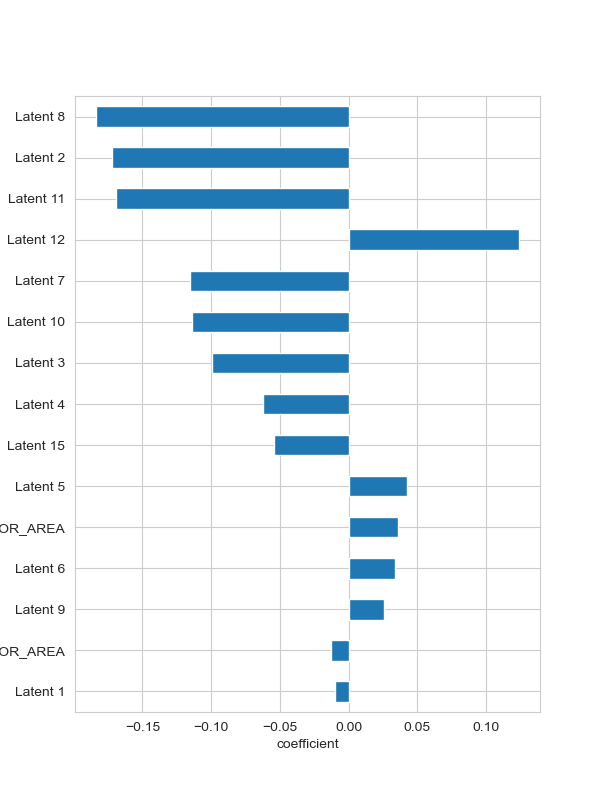 Latent 8
Latent 2
Latent 11
Latent 12
Latent 7
Latent 10
Latent 3
Latent 4
Latent 15
Latent 5
OR_AREA
Latent 6
Latent 9
OR_AREA
Latent 1
−0.15 −0.10 −0.05 0.00 0.05 0.10
coefficient